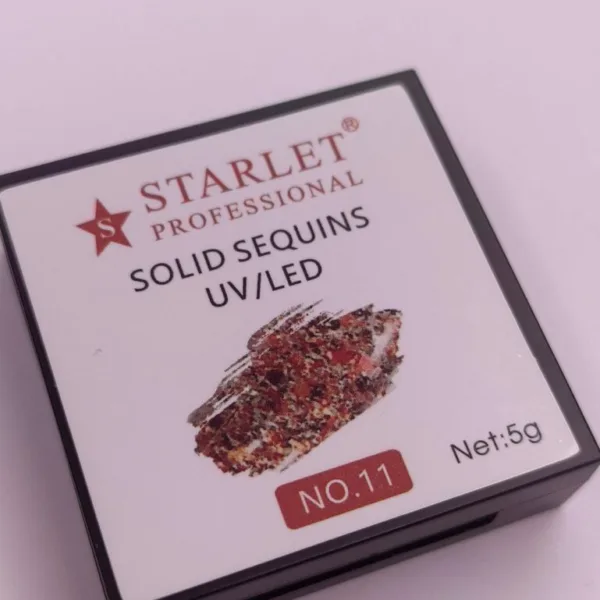 STARLET®
S
PROFESSIONAL
SOLID SEQUINS
UV/LED
Net:5g
NO.11